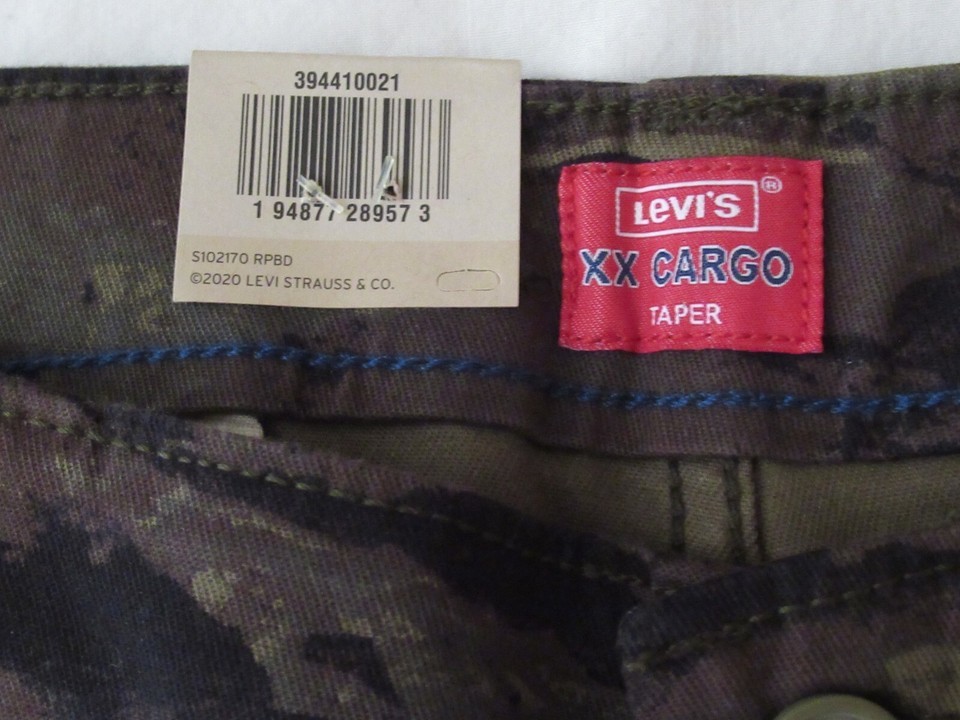 394410021
1 94877 28957 3
S102170 RPBD
©2020 LEVI STRAUSS & CO.
Levi's ®
XX CARGO
TAPER